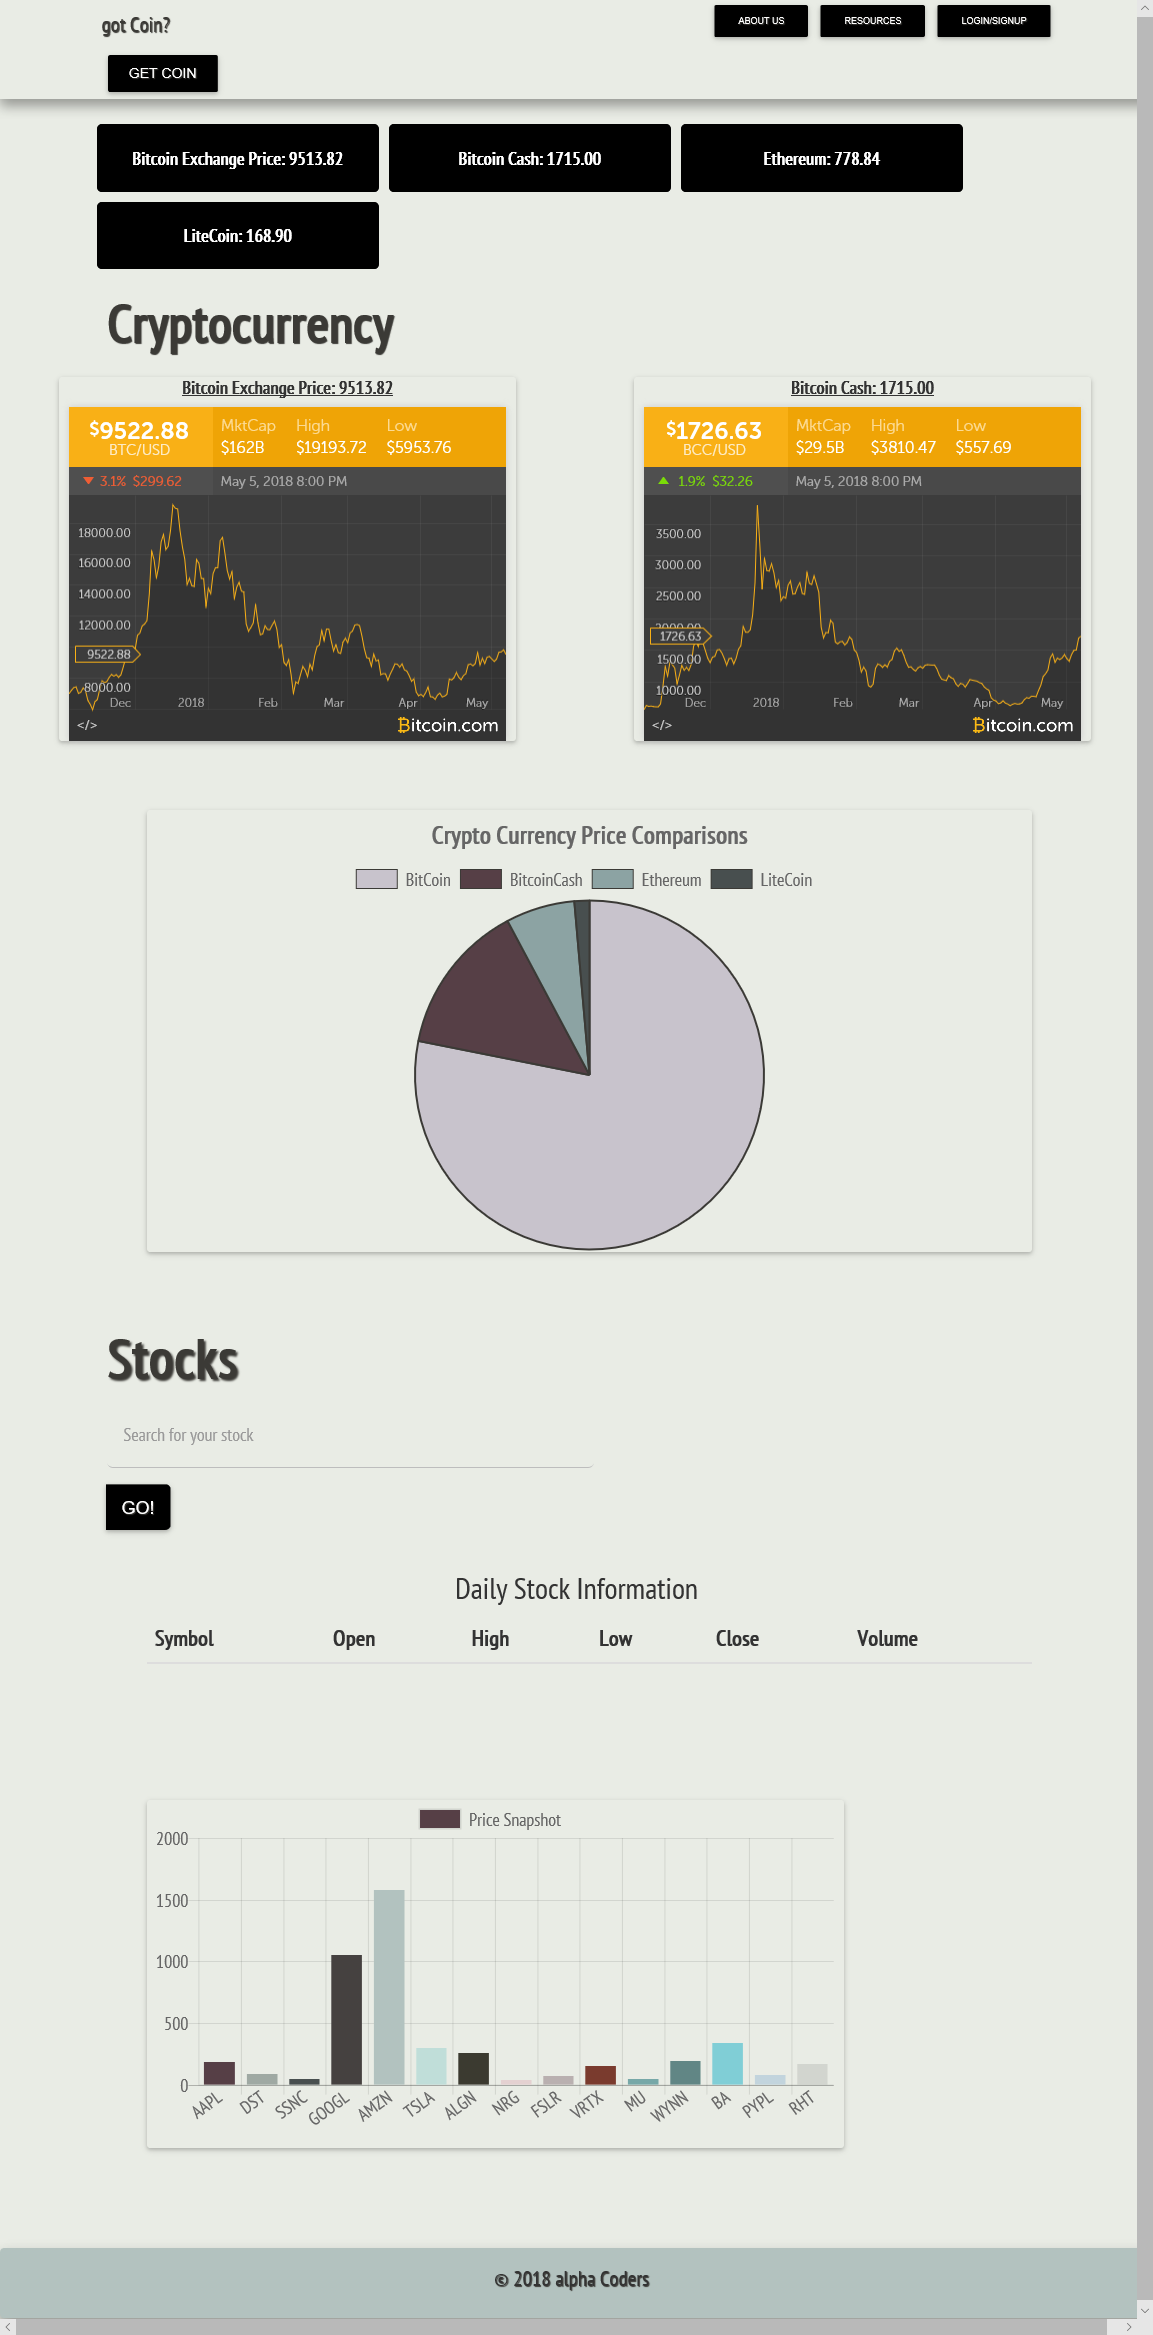 got Coin?
ABOUT US RESOURCES LOGIN/SIGNUP
GET COIN
Bitcoin Exchange Price: 9513.82 Bitcoin Cash: 1715.00 Ethereum: 778.84
LiteCoin: 168.90
Cryptocurrency
Bitcoin Exchange Price: 9513.82
$9522.88
BTC/USD
MktCap High Low
$162B $19193.72 $5953.76
3.1% $299.62 May 5, 2018 8:00 PM
18000.00
16000.00
14000.00
12000.00
9522.88
8000.00
Dec 2018 Feb Mar Apr May
</> Bitcoin.com
Bitcoin Cash: 1715.00
$1726.63
BCC/USD
MktCap High Low
$29.5B $3810.47 $557.69
1.9% $32.26 May 5, 2018 8:00 PM
3500.00
3000.00
2500.00
2000.00
1726.63
1500.00
1000.00
Dec 2018 Feb Mar Apr May
</> Bitcoin.com
Crypto Currency Price Comparisons
BitCoin BitcoinCash Ethereum LiteCoin
Stocks
Search for your stock
GO!
Daily Stock Information
Symbol Open High Low Close Volume
Price Snapshot
2000
1500
1000
500
0
AAPL DST SSNC GOOGL AMZN TSLA ALGN NRG FSLR VRTX MU WYNN BA PYPL RHT
© 2018 alpha Coders